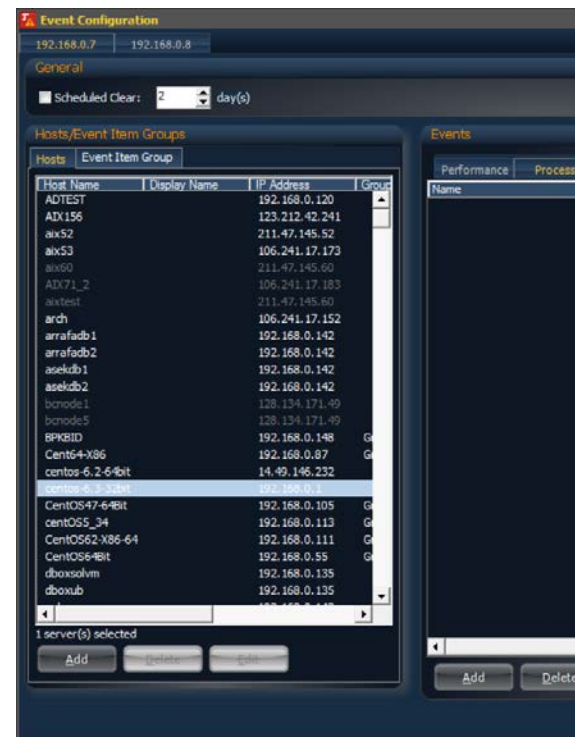 Event Configuration
192.168.0.7 192.168.0.8
General
Scheduled Clear: 2 day(s)
Hosts/Event Item Groups
Hosts Event Item Group
Host Name Display Name IP Address Group
ADTEST 192.168.0.120
AIX156 123.212.42.241
aix52 211.47.145.52
aix53 106.241.17.173
aix60 211.47.145.60
AIX71_2 106.241.17.183
aixtest 211.47.145.60
arch 106.241.17.152
arrafadb1 192.168.0.142
arrafadb2 192.168.0.142
asekdb1 192.168.0.142
asekdb2 192.168.0.142
bcnode1 128.134.171.49
bcnode5 128.134.171.49
BPKBID 192.168.0.148 G
Cent64-X86 192.168.0.87 G
centos-6.2-64bit 14.49.146.232
centos-6.3-32bit 192.168.0.1
CentOS47-64Bit 192.168.0.105 G
centOS5_34 192.168.0.113 G
CentOS62-X86-64 192.168.0.111 G
CentOS64Bit 192.168.0.55 G
dboxsolvm 192.168.0.135
dboxub 192.168.0.135
1 server(s) selected
Add Delete Edit
Events
Performance Process
Name
Add Delete